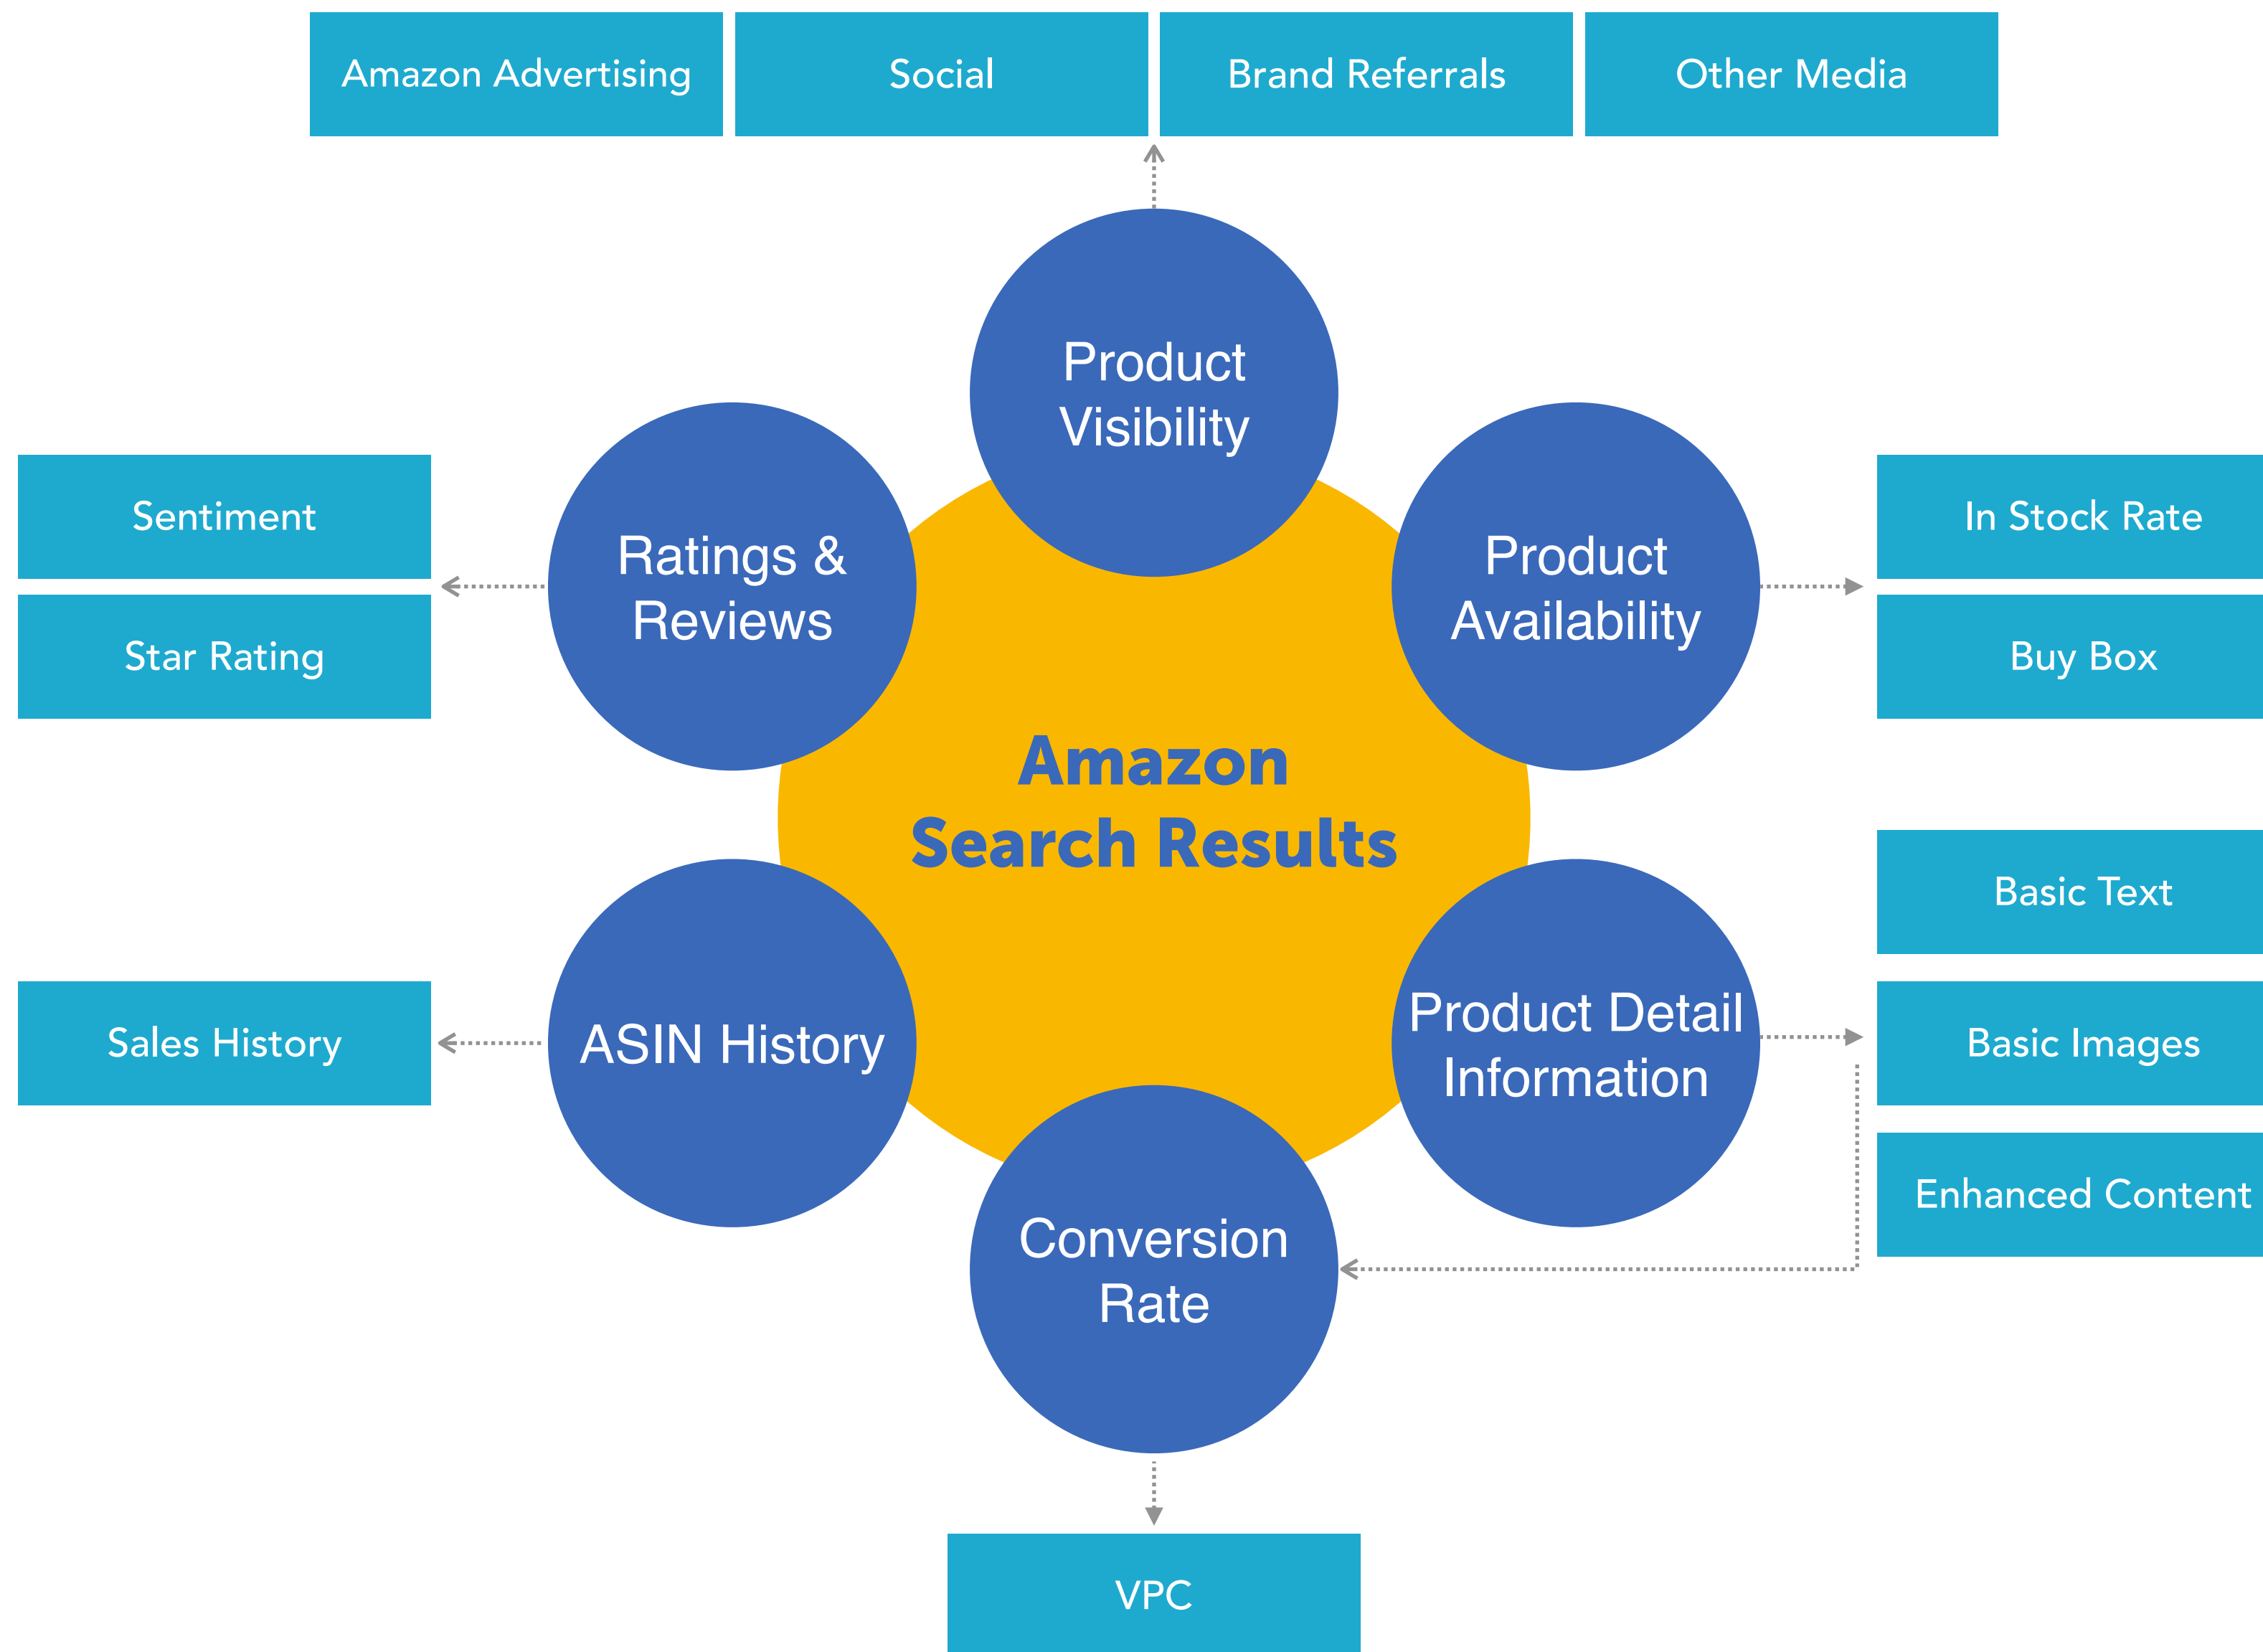 Amazon Advertising
Social
Brand Referrals
Other Media
Product
Visibility
Ratings &
Reviews
Product
Availability
Sentiment
Star Rating
In Stock Rate
Buy Box
Amazon
Search Results
ASIN History
Sales History
Product Detail
Information
Basic Text
Basic Images
Enhanced Content
Conversion
Rate
VPC